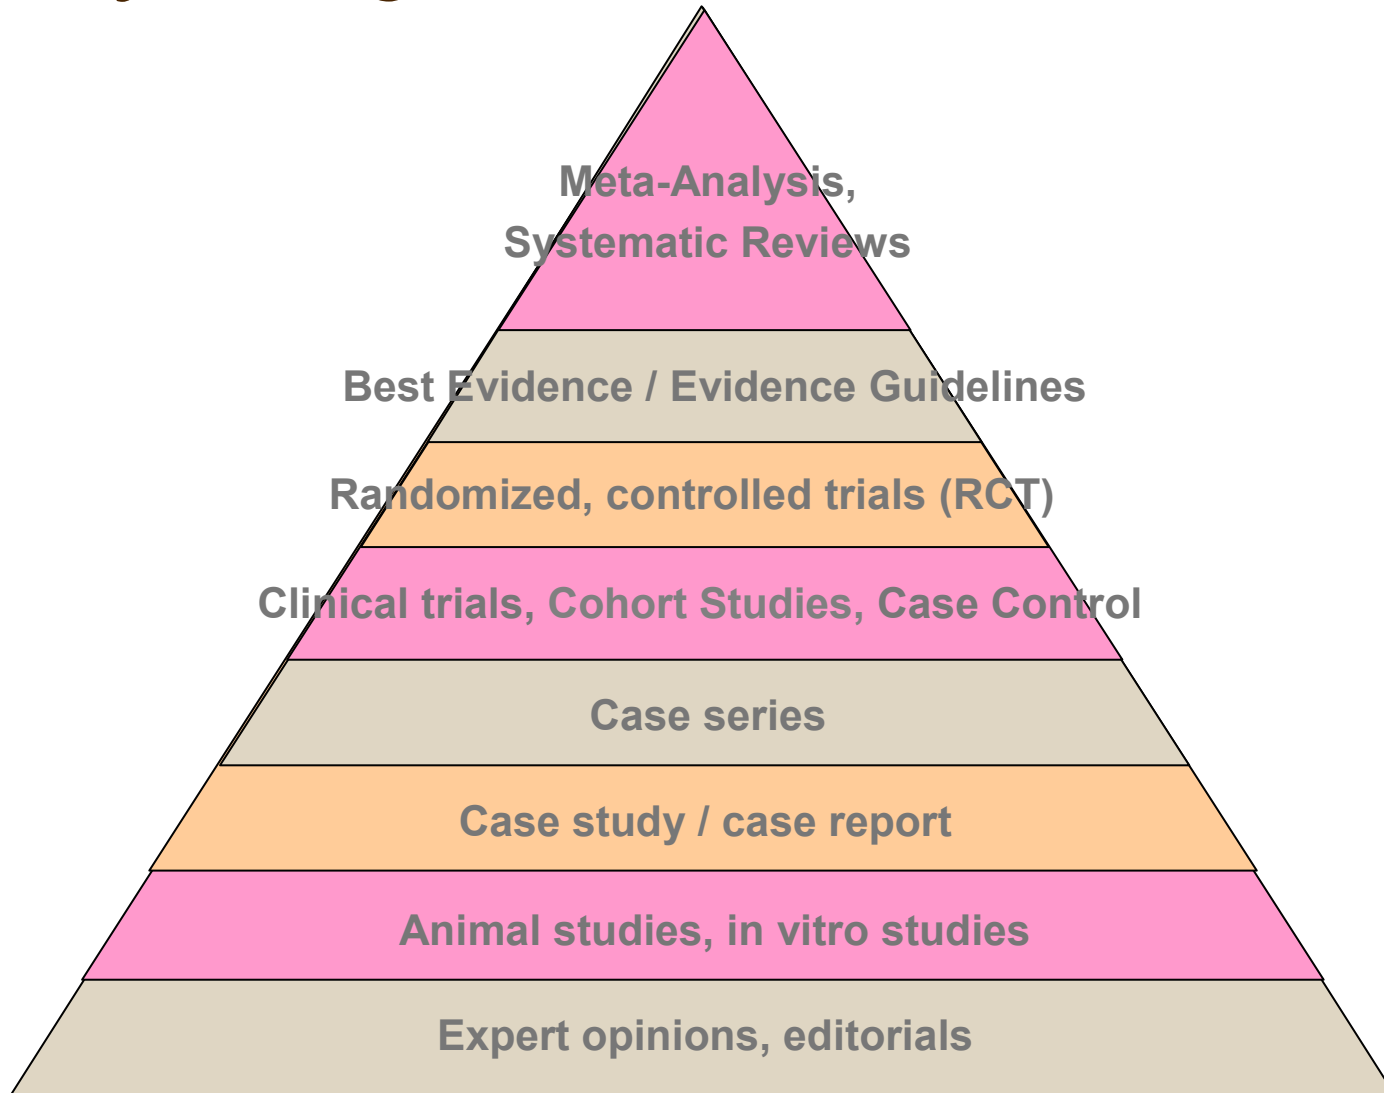 Meta-Analysis,
Systematic Reviews
Best Evidence / Evidence Guidelines
Randomized, controlled trials (RCT)
Clinical trials, Cohort Studies, Case Control
Case series
Case study / case report
Animal studies, in vitro studies
Expert opinions, editorials